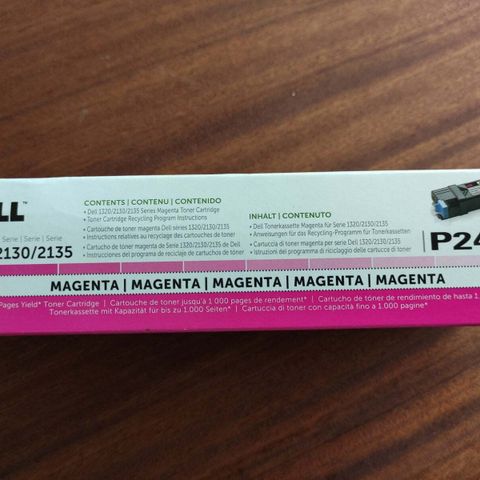 LL
Serie | Serie | Serie
2130/2135
CONTENTS | CONTENU | CONTENIDO
• Dell 1320/2130/2135 Series Magenta Toner Cartridge
• Toner Cartridge Recycling Program Instructions
• Cartouche de toner magenta Dell séries 1320/2130/2135
• Instructions relatives au recyclage des cartouches de toner
• Cartucho de toner magenta de Serie 1320/2130/2135 de Dell
• Instrucciones del programa de reciclaje de cartuchos de toner
INHALT | CONTENUTO
• Dell Tonerkassette Magenta für Serie 1320/2130/2135
• Anweisungen für das Recycling-Programm für Tonerkassetten
• Cartuccia di toner magenta per serie Dell 1320/2130/2135
• Istruzioni del programma di riciclaggio delle cartucce di toner
P24
MAGENTA | MAGENTA | MAGENTA | MAGENTA | MAGENTA
Pages Yield* Toner Cartridge | Cartouche de toner jusqu'à 1 000 pages de rendement* | Cartucho de tóner de rendimiento de hasta 1
Tonerkassette mit Kapazität für bis zu 1.000 Seiten* | Cartuccia di toner con capacità fino a 1.000 pagine*